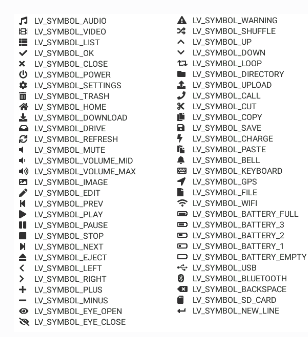 LV_SYMBOL_AUDIO
LV_SYMBOL_VIDEO
LV_SYMBOL_LIST
LV_SYMBOL_OK
LV_SYMBOL_CLOSE
LV_SYMBOL_POWER
LV_SYMBOL_SETTINGS
LV_SYMBOL_TRASH
LV_SYMBOL_HOME
LV_SYMBOL_DOWNLOAD
LV_SYMBOL_DRIVE
LV_SYMBOL_REFRESH
LV_SYMBOL_MUTE
LV_SYMBOL_VOLUME_MID
LV_SYMBOL_VOLUME_MAX
LV_SYMBOL_IMAGE
LV_SYMBOL_EDIT
LV_SYMBOL_PREV
LV_SYMBOL_PLAY
LV_SYMBOL_PAUSE
LV_SYMBOL_STOP
LV_SYMBOL_NEXT
LV_SYMBOL_EJECT
LV_SYMBOL_LEFT
LV_SYMBOL_RIGHT
LV_SYMBOL_PLUS
LV_SYMBOL_MINUS
LV_SYMBOL_EYE_OPEN
LV_SYMBOL_EYE_CLOSE
LV_SYMBOL_WARNING
LV_SYMBOL_SHUFFLE
LV_SYMBOL_UP
LV_SYMBOL_DOWN
LV_SYMBOL_LOOP
LV_SYMBOL_DIRECTORY
LV_SYMBOL_UPLOAD
LV_SYMBOL_CALL
LV_SYMBOL_CUT
LV_SYMBOL_COPY
LV_SYMBOL_SAVE
LV_SYMBOL_CHARGE
LV_SYMBOL_PASTE
LV_SYMBOL_BELL
LV_SYMBOL_KEYBOARD
LV_SYMBOL_GPS
LV_SYMBOL_FILE
LV_SYMBOL_WIFI
LV_SYMBOL_BATTERY_FULL
LV_SYMBOL_BATTERY_3
LV_SYMBOL_BATTERY_2
LV_SYMBOL_BATTERY_1
LV_SYMBOL_BATTERY_EMPTY
LV_SYMBOL_USB
LV_SYMBOL_BLUETOOTH
LV_SYMBOL_BACKSPACE
LV_SYMBOL_SD_CARD
LV_SYMBOL_NEW_LINE